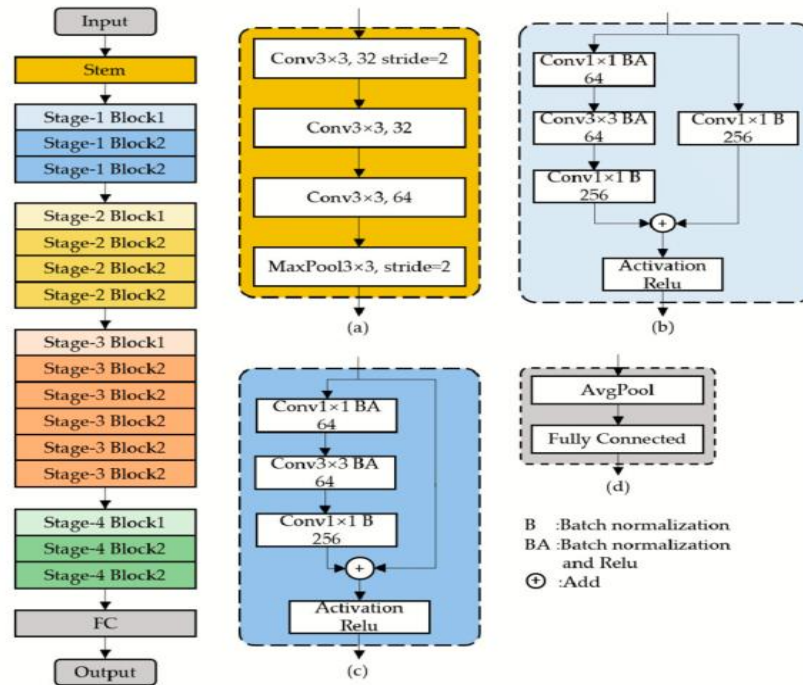 Input
Stem
Stage-1 Block1
Stage-1 Block2
Stage-1 Block2
Stage-2 Block1
Stage-2 Block2
Stage-2 Block2
Stage-2 Block2
Stage-3 Block1
Stage-3 Block2
Stage-3 Block2
Stage-3 Block2
Stage-3 Block2
Stage-3 Block2
Stage-4 Block1
Stage-4 Block2
Stage-4 Block2
FC
Output
Conv3×3, 32 stride=2
Conv3×3, 32
Conv3×3, 64
MaxPool3×3, stride=2
(a)
Conv1×1 BA
64
Conv3×3 BA
64
Conv1×1 B
256
Conv1×1 B
256
+
Activation
Relu
(b)
Conv1×1 BA
64
Conv3×3 BA
64
Conv1×1 B
256
+
Activation
Relu
(c)
AvgPool
Fully Connected
(d)
B :Batch normalization
BA :Batch normalization
and Relu
+ :Add